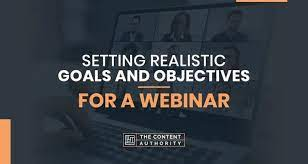 SETTING REALISTIC
GOALS AND OBJECTIVES
FOR A WEBINAR
THE CONTENT
AUTHORITY